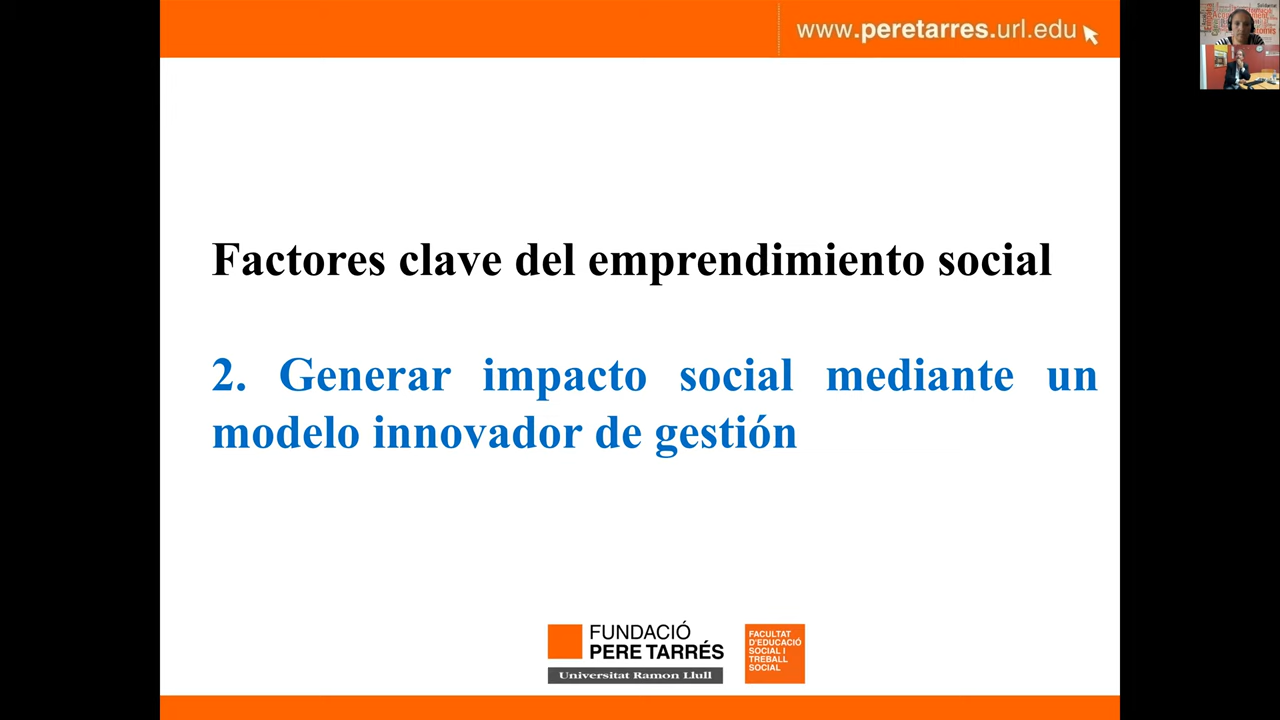 www.peretarres.url.edu
Factores clave del emprendimiento social
2. Generar impacto social mediante un
modelo innovador de gestión
FUNDACIÓ
PERE TARRÉS
Universitat Ramon Llull
FACULTAT
D'EDUCACIÓ
SOCIAL I
TREBALL
SOCIAL